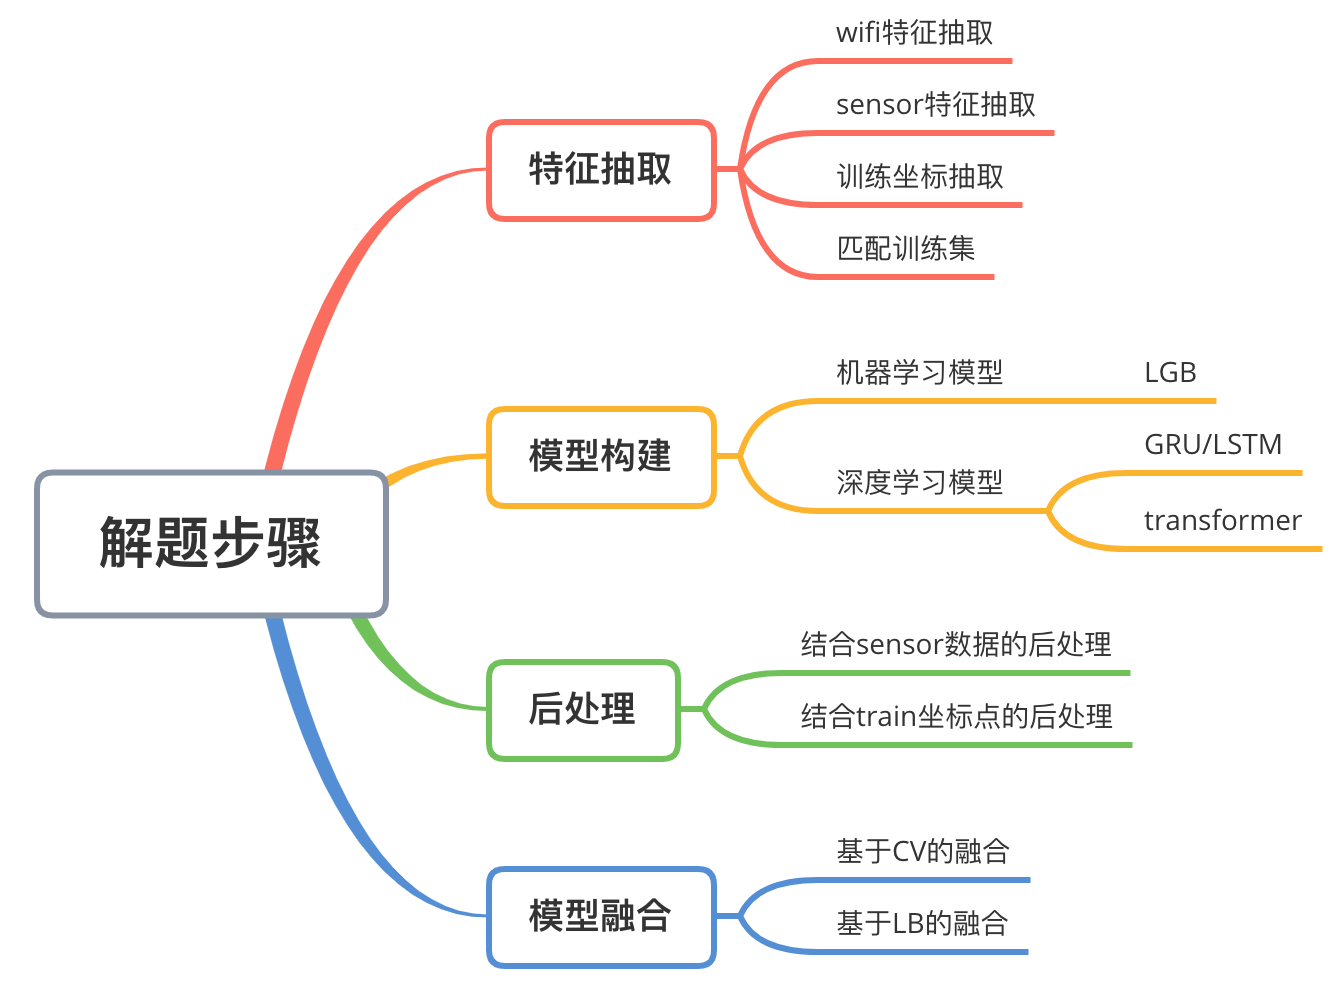 解题步骤
特征抽取
wifi特征抽取
sensor特征抽取
训练坐标抽取
匹配训练集
模型构建
机器学习模型
LGB
深度学习模型
GRU/LSTM
transformer
后处理
结合sensor数据的后处理
结合train坐标点的后处理
模型融合
基于CV的融合
基于LB的融合